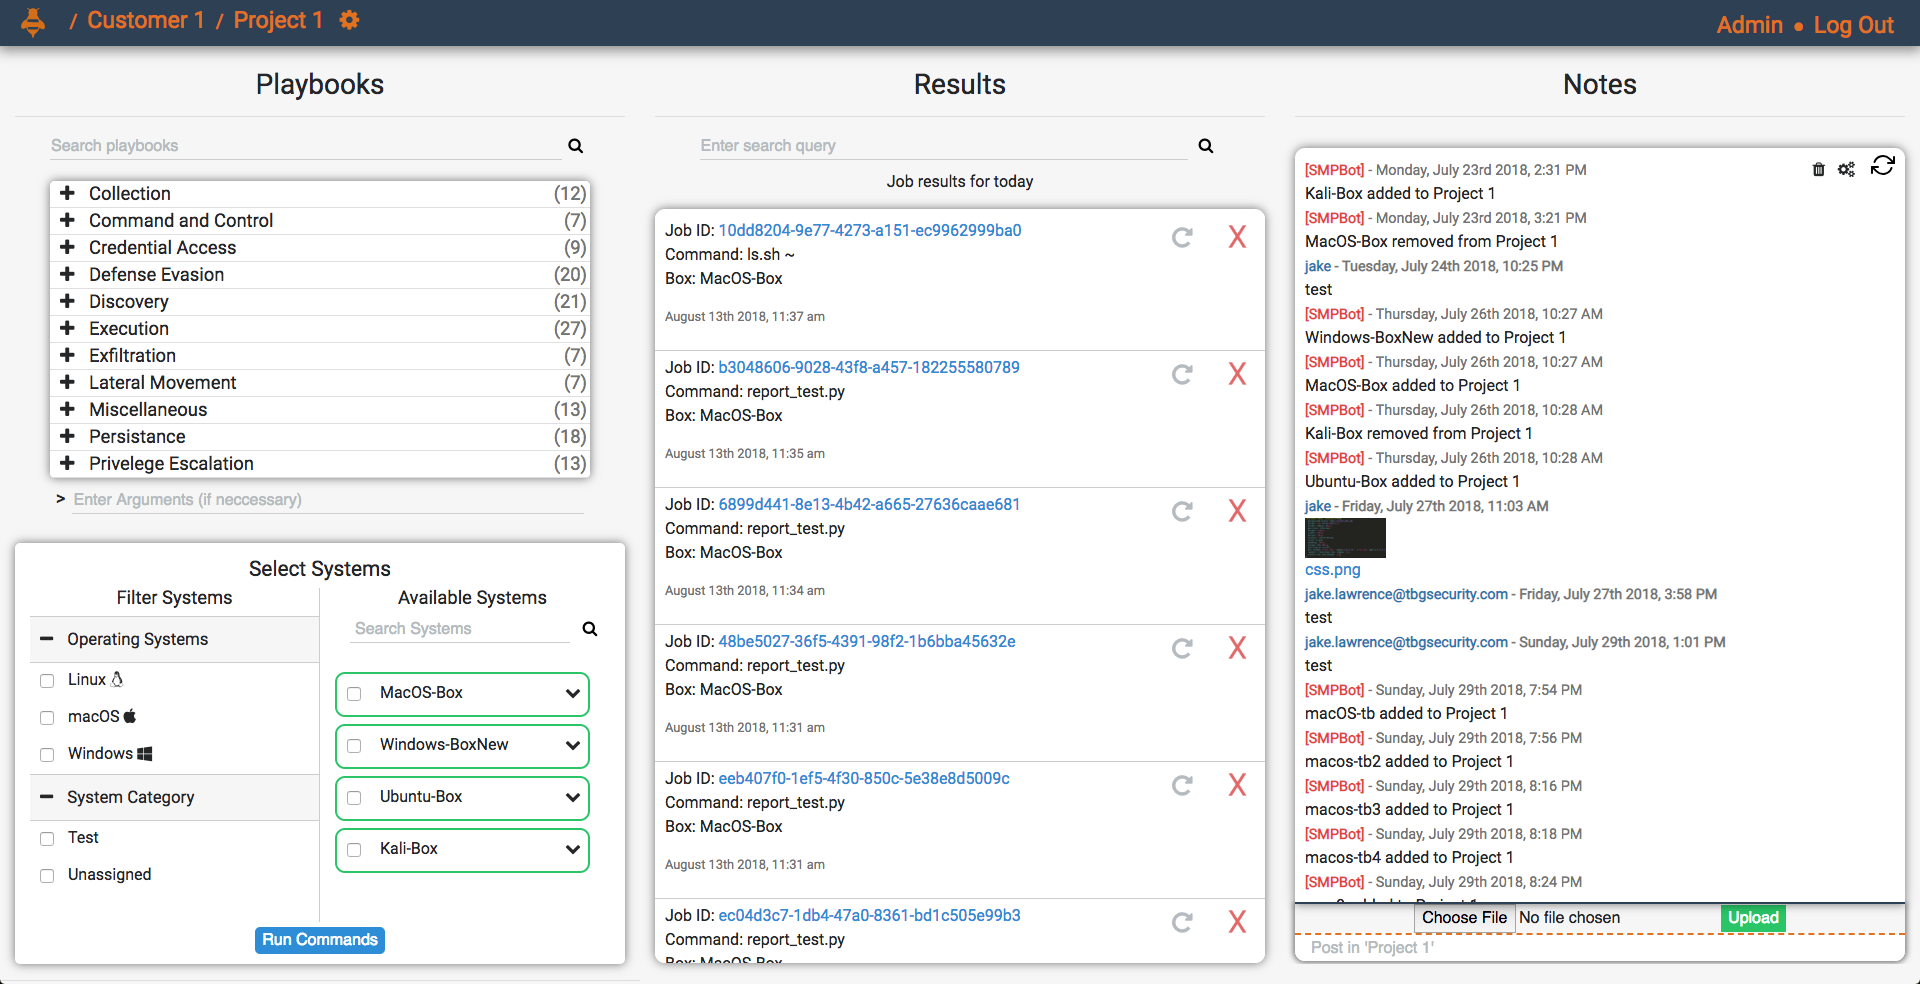 / Customer 1 / Project 1
Admin • Log Out
Playbooks
Search playbooks
Collection (12)
Command and Control (7)
Credential Access (9)
Defense Evasion (20)
Discovery (21)
Execution (27)
Exfiltration (7)
Lateral Movement (7)
Miscellaneous (13)
Persistance (18)
Privelege Escalation (13)
> Enter Arguments (if neccessary)
Select Systems
Filter Systems
Operating Systems
Linux
macOS
Windows
System Category
Test
Unassigned
Available Systems
Search Systems
MacOS-Box
Windows-BoxNew
Ubuntu-Box
Kali-Box
Run Commands
Results
Enter search query
Job results for today
Job ID: 10dd8204-9e77-4273-a151-ec9962999ba0
X
Command: ls.sh ~
Box: MacOS-Box
August 13th 2018, 11:37 am
Job ID: b3048606-9028-43f8-a457-182255580789
X
Command: report_test.py
Box: MacOS-Box
August 13th 2018, 11:35 am
Job ID: 6899d441-8e13-4b42-a665-27636caae681
X
Command: report_test.py
Box: MacOS-Box
August 13th 2018, 11:34 am
Job ID: 48be5027-36f5-4391-98f2-1b6bba45632e
X
Command: report_test.py
Box: MacOS-Box
August 13th 2018, 11:31 am
Job ID: eeb407f0-1ef5-4f30-850c-5e38e8d5009c
X
Command: report_test.py
Box: MacOS-Box
August 13th 2018, 11:31 am
Job ID: ec04d3c7-1db4-47a0-8361-bd1c505e99b3
X
Command: report_test.py
Box: MacOS-Box
Notes
[SMPBot] - Monday, July 23rd 2018, 2:31 PM
Kali-Box added to Project 1
[SMPBot] - Monday, July 23rd 2018, 3:21 PM
MacOS-Box removed from Project 1
jake - Tuesday, July 24th 2018, 10:25 PM
test
[SMPBot] - Thursday, July 26th 2018, 10:27 AM
Windows-BoxNew added to Project 1
[SMPBot] - Thursday, July 26th 2018, 10:27 AM
MacOS-Box added to Project 1
[SMPBot] - Thursday, July 26th 2018, 10:28 AM
Kali-Box removed from Project 1
[SMPBot] - Thursday, July 26th 2018, 10:28 AM
Ubuntu-Box added to Project 1
jake - Friday, July 27th 2018, 11:03 AM
css.png
jake.lawrence@tbgsecurity.com - Friday, July 27th 2018, 3:58 PM
test
jake.lawrence@tbgsecurity.com - Sunday, July 29th 2018, 1:01 PM
test
[SMPBot] - Sunday, July 29th 2018, 7:54 PM
macOS-tb added to Project 1
[SMPBot] - Sunday, July 29th 2018, 7:56 PM
macos-tb2 added to Project 1
[SMPBot] - Sunday, July 29th 2018, 8:16 PM
macos-tb3 added to Project 1
[SMPBot] - Sunday, July 29th 2018, 8:18 PM
macos-tb4 added to Project 1
[SMPBot] - Sunday, July 29th 2018, 8:24 PM
Choose File No file chosen
Upload
Post in 'Project 1'